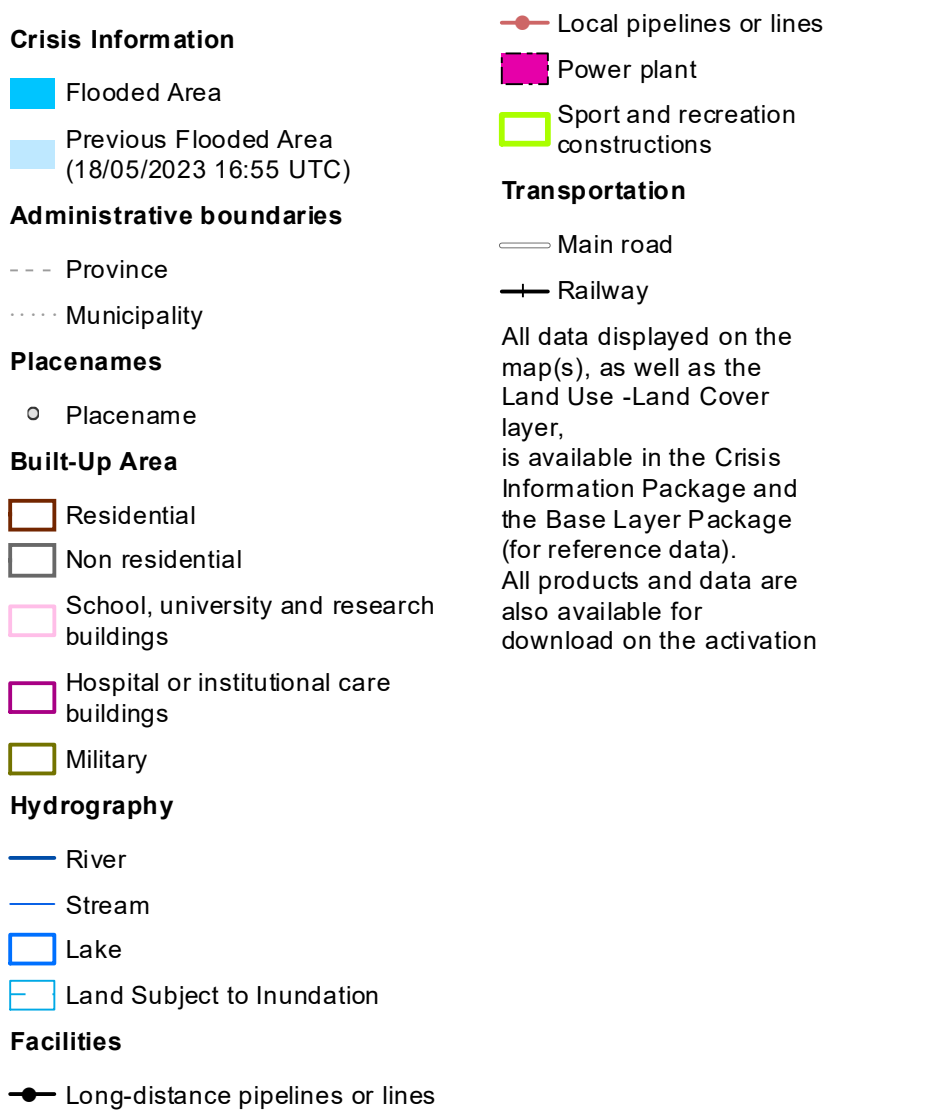 Crisis Information
Flooded Area
Previous Flooded Area
(18/05/2023 16:55 UTC)
Administrative boundaries
Province
Municipality
Placenames
Placename
Built-Up Area
Residential
Non residential
School, university and research
buildings
Hospital or institutional care
buildings
Military
Hydrography
River
Stream
Lake
Land Subject to Inundation
Facilities
Long-distance pipelines or lines
Local pipelines or lines
Power plant
Sport and recreation
constructions
Transportation
Main road
Railway
All data displayed on the
map(s), as well as the
Land Use -Land Cover
layer,
is available in the Crisis
Information Package and
the Base Layer Package
(for reference data).
All products and data are
also available for
download on the activation